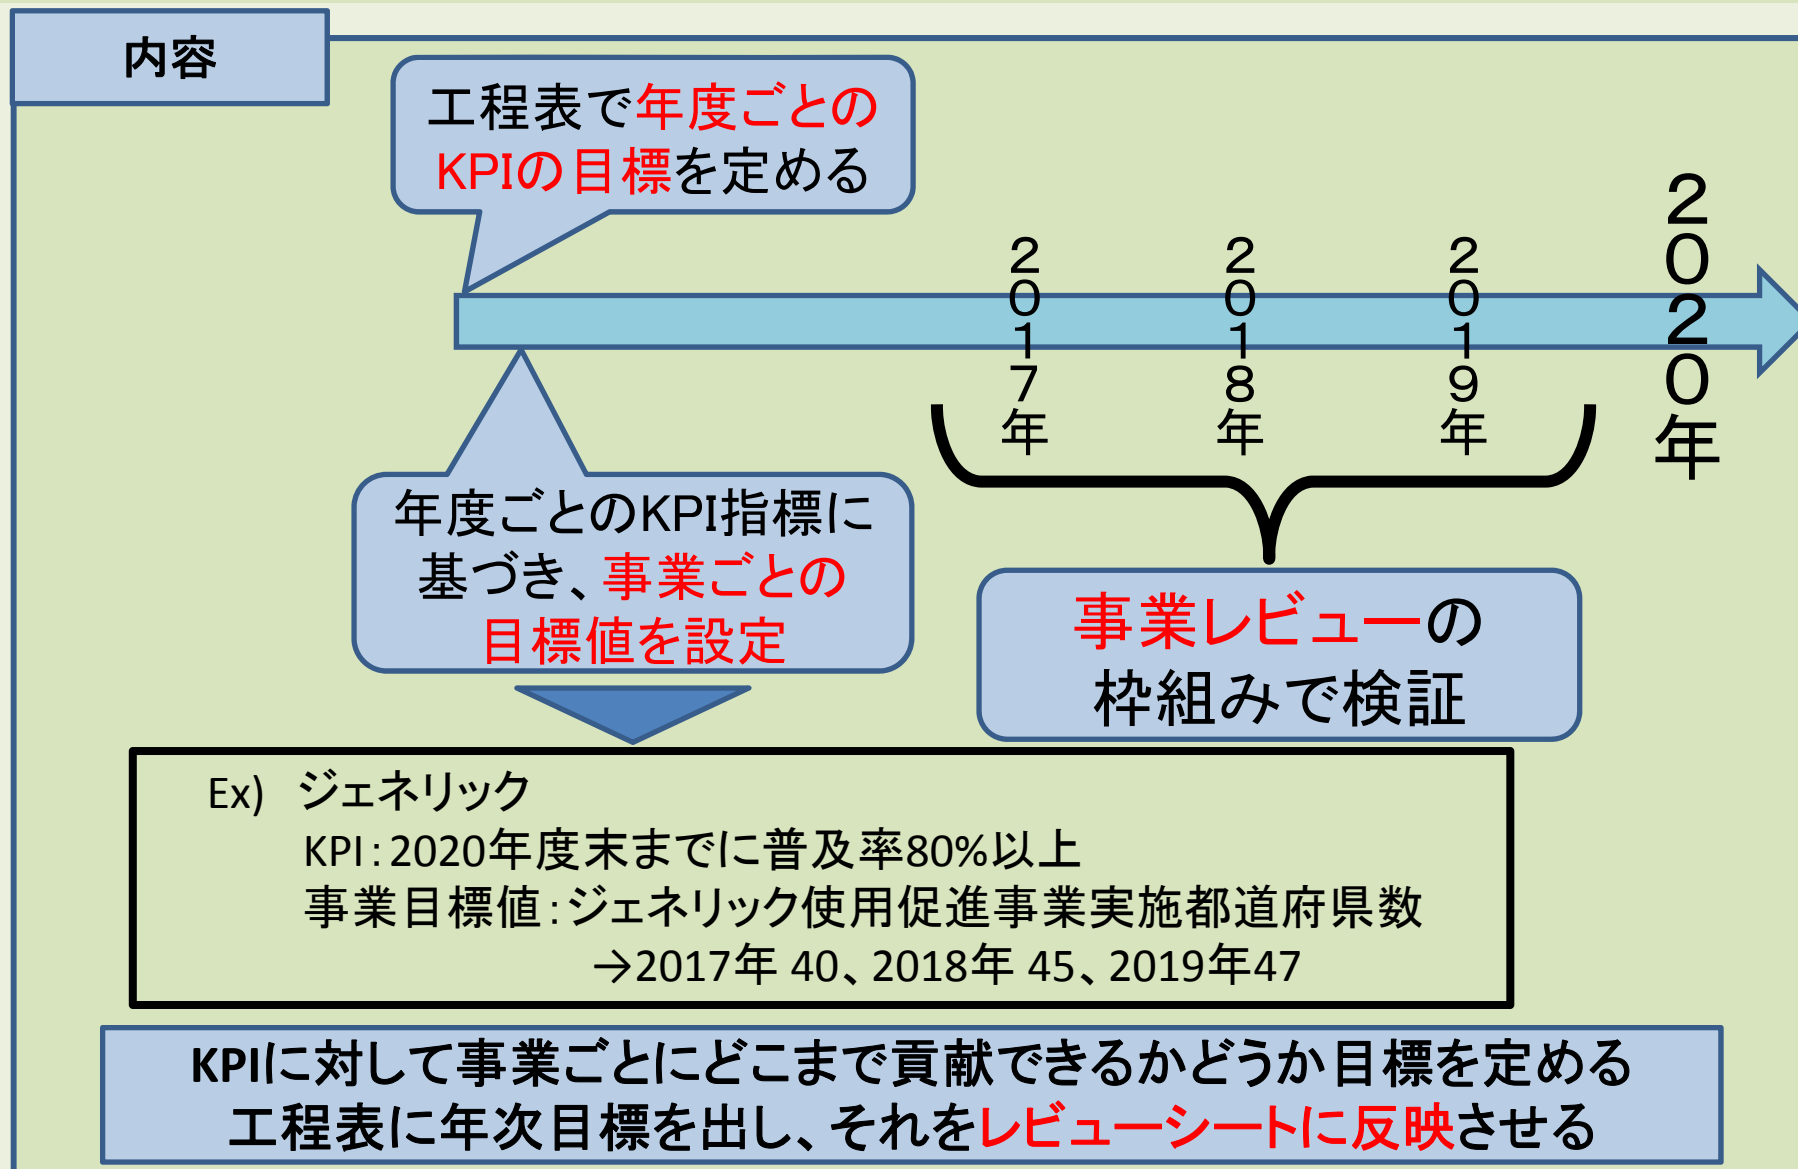 内容
工程表で年度ごとの
KPIの目標を定める
2017年
2018年
2019年
2020年
年度ごとのKPI指標に
基づき、事業ごとの
目標値を設定
事業レビューの
枠組みで検証
Ex) ジェネリック
KPI：2020年度末までに普及率80%以上
事業目標値：ジェネリック使用促進事業実施都道府県数
→2017年 40、2018年 45、2019年47
KPIに対して事業ごとにどこまで貢献できるかどうか目標を定める
工程表に年次目標を出し、それをレビューシートに反映させる